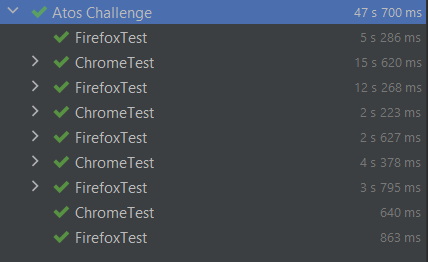 Atos Challenge 47 s 700 ms
FirefoxTest 5 s 286 ms
ChromeTest 15 s 620 ms
FirefoxTest 12 s 268 ms
ChromeTest 2 s 223 ms
FirefoxTest 2 s 627 ms
ChromeTest 4 s 378 ms
FirefoxTest 3 s 795 ms
ChromeTest 640 ms
FirefoxTest 863 ms